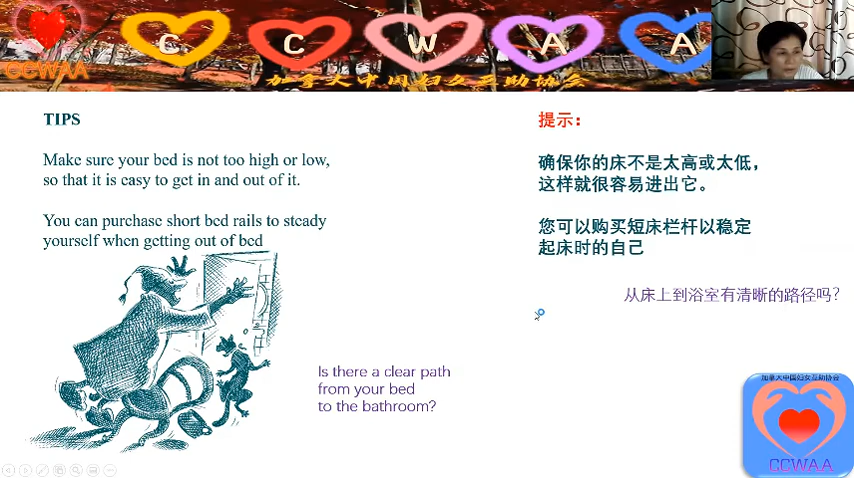 C C W A A
CCWAA
加拿大中国妇女互助协会
TIPS
Make sure your bed is not too high or low,
so that it is easy to get in and out of it.
You can purchase short bed rails to steady
yourself when getting out of bed
Is there a clear path
from your bed
to the bathroom?
提示：
确保你的床不是太高或太低，
这样就很容易进出它。
您可以购买短床栏杆以稳定
起床时的自己
从床上到浴室有清晰的路径吗？
加拿大中国妇女互助协会
CCWAA